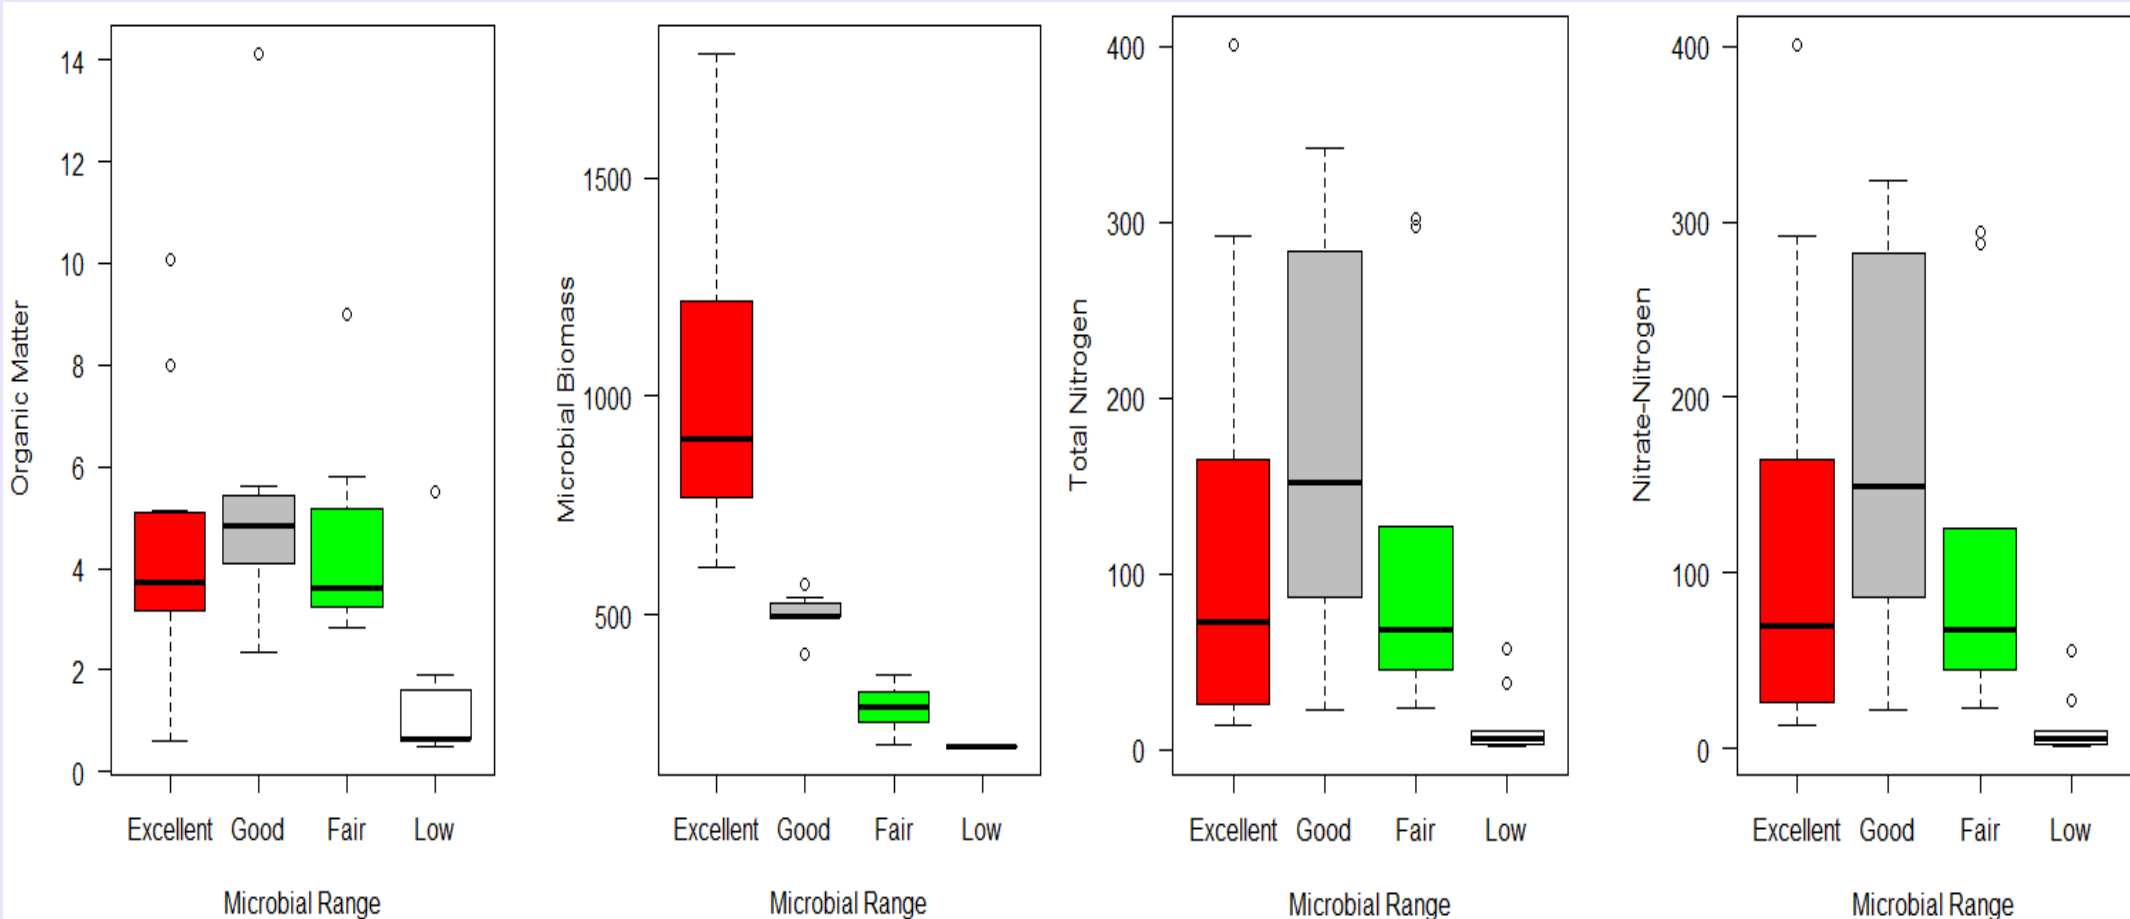 Organic Matter
14
12
10
8
6
4
2
0
Excellent Good Fair Low
Microbial Range
Microbial Biomass
1500
1000
500
Excellent Good Fair Low
Microbial Range
Total Nitrogen
400
300
200
100
0
Excellent Good Fair Low
Microbial Range
Nitrate-Nitrogen
400
300
200
100
0
Excellent Good Fair Low
Microbial Range